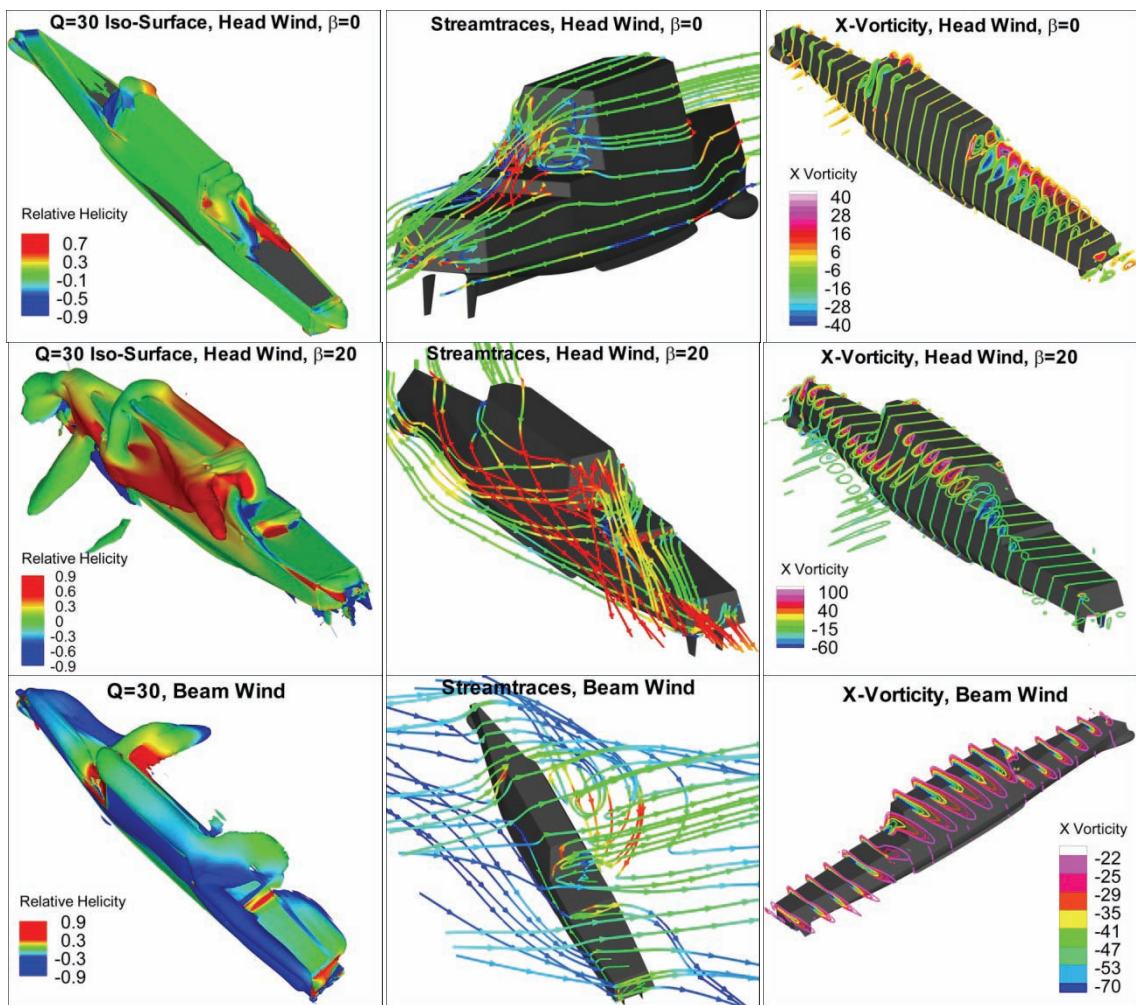 Q=30 Iso-Surface, Head Wind, β=0
Relative Helicity
0.7
0.3
-0.1
-0.5
-0.9
Streamtraces, Head Wind, β=0
X-Vorticity, Head Wind, β=0
X Vorticity
40
28
16
6
-6
-16
-28
-40
Q=30 Iso-Surface, Head Wind, β=20
Relative Helicity
0.9
0.6
0.3
0
-0.3
-0.6
-0.9
Streamtraces, Head Wind, β=20
X-Vorticity, Head Wind, β=20
X Vorticity
100
40
-15
-60
Q=30, Beam Wind
Relative Helicity
0.9
0.3
-0.3
-0.9
Streamtraces, Beam Wind
X-Vorticity, Beam Wind
X Vorticity
-22
-25
-29
-35
-41
-47
-53
-70